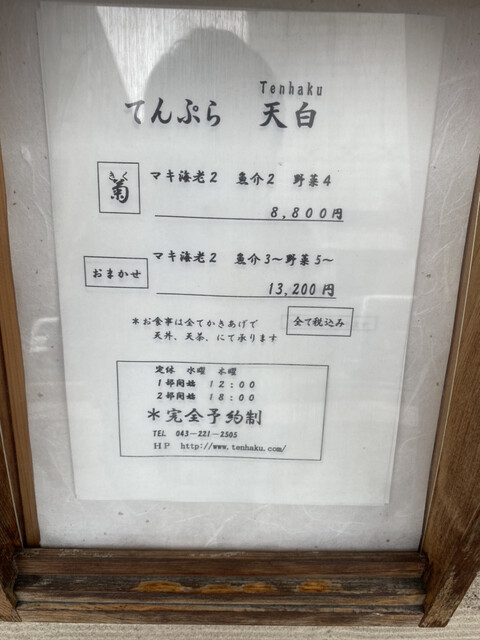 Tenhaku
てんぷら 天白
きく
菊
マキ海老2 魚介2 野菜4
8,800円
おまかせ
マキ海老2 魚介3～野菜5～
13,200円
＊お食事は全てかきあげで
天丼、天茶、にて承ります
全て税込み
定休 水曜 木曜
1部開始 12：00
2部開始 18：00
＊完全予約制
TEL 043－221－2505
HP http://www.tenhaku.com/